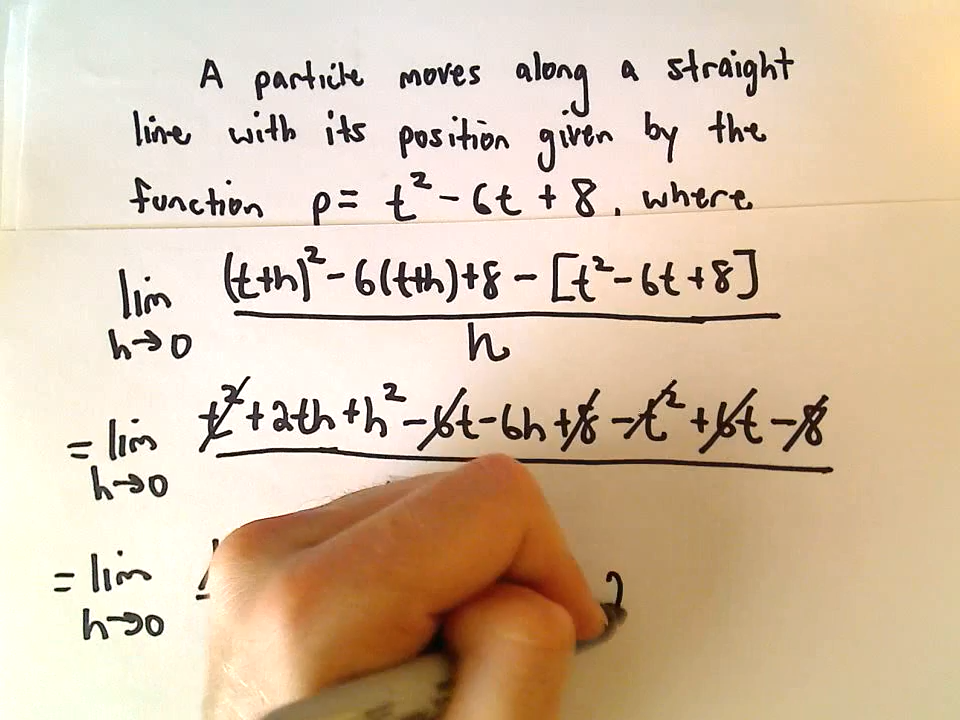 A particle moves along a straight
line with its position given by the
function p = t² - 6t + 8, where
lim h→0 (t+h)² - 6(t+h) + 8 - [t² - 6t + 8] / h
= lim h→0 t² + 2th + h² - 6t - 6h + 8 - t² + 6t - 8
= lim h→0